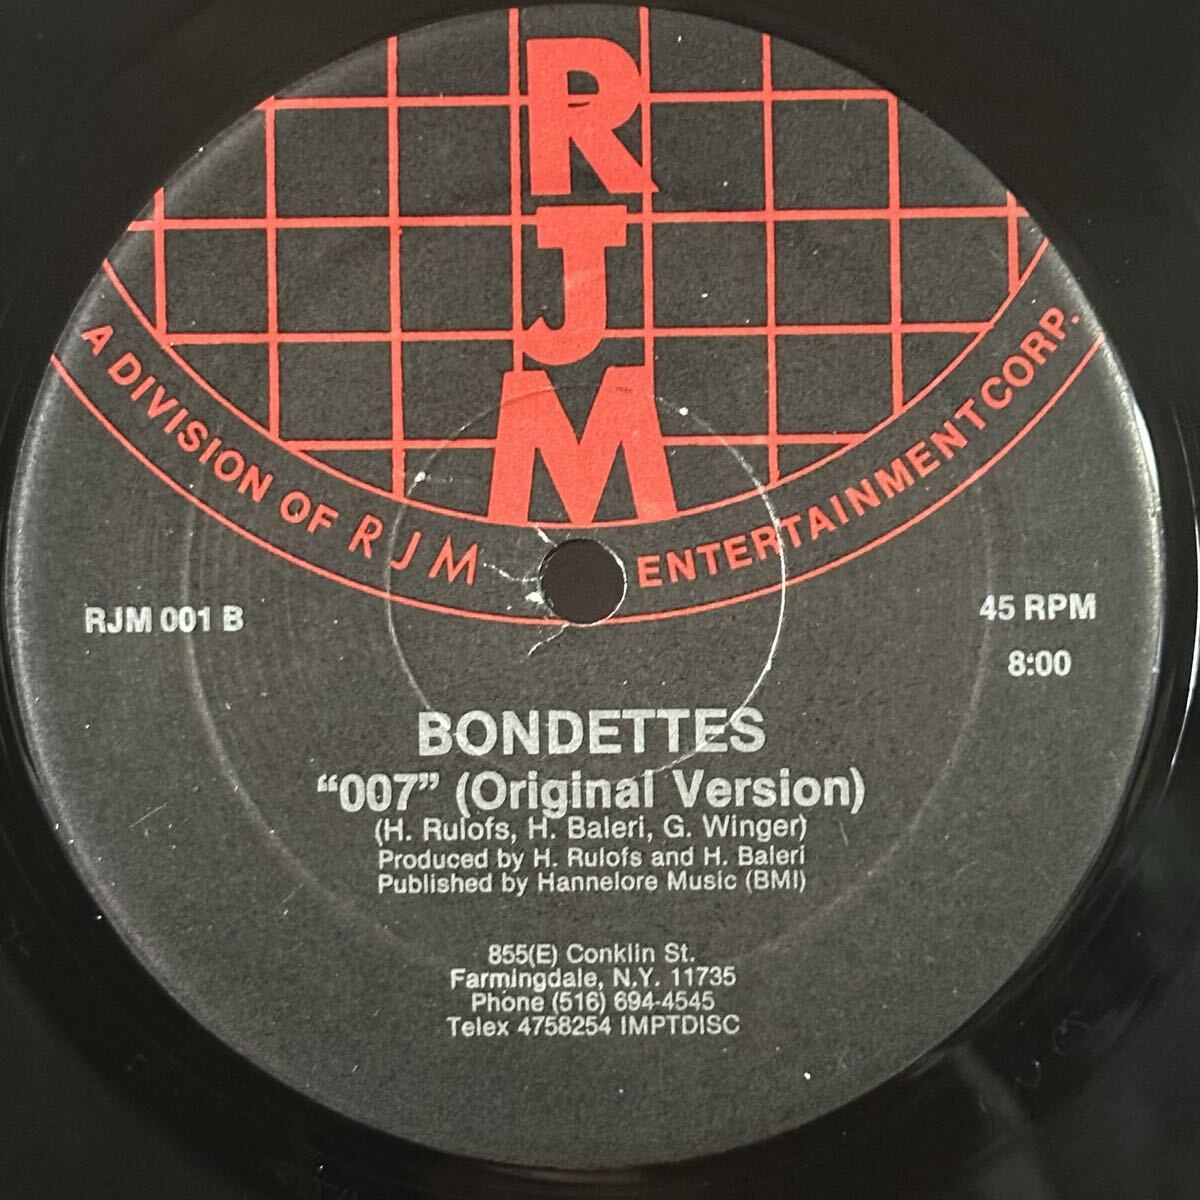 R
J
M
A DIVISION OF RJM ENTERTAINMENT CORP.
RJM 001 B
45 RPM
8:00
BONDETTES
“007” (Original Version)
(H. Rulofs, H. Baleri, G. Winger)
Produced by H. Rulofs and H. Baleri
Published by Hannelore Music (BMI)
855(E) Conklin St.
Farmingdale, N.Y. 11735
Phone (516) 694-4545
Telex 4758254 IMPTDISC